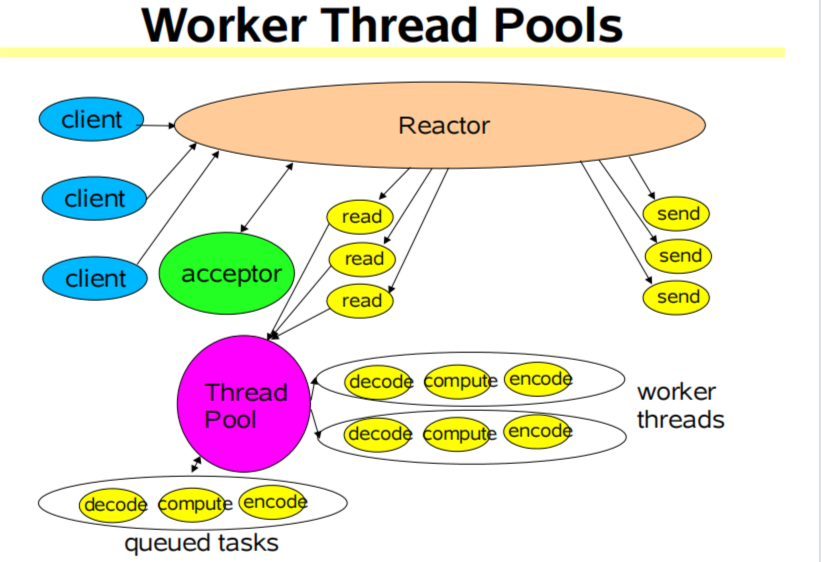 Worker Thread Pools
client
Reactor
client
client
acceptor
read
read
read
send
send
send
Thread
Pool
decode compute encode
decode compute encode
worker
threads
decode compute encode
queued tasks